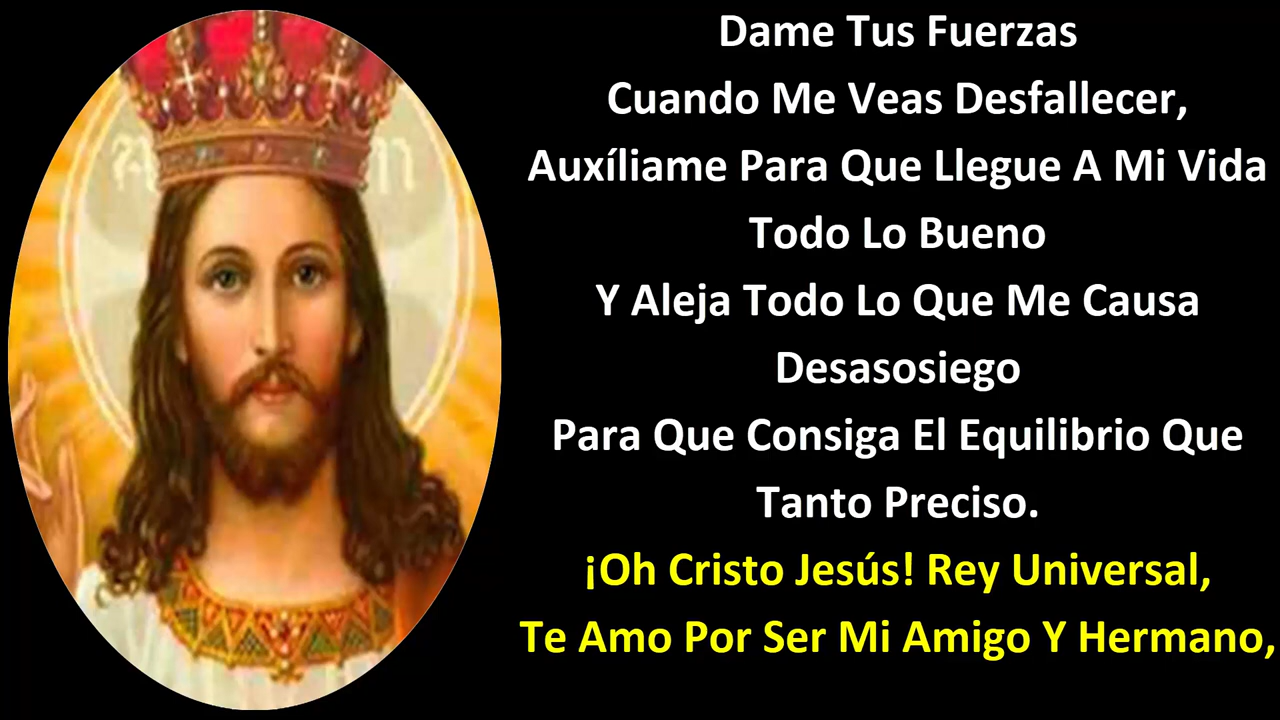 Dame Tus Fuerzas
Cuando Me Veas Desfallecer,
Auxíliame Para Que Llegue A Mi Vida
Todo Lo Bueno
Y Aleja Todo Lo Que Me Causa
Desasosiego
Para Que Consiga El Equilibrio Que
Tanto Preciso.
¡Oh Cristo Jesús! Rey Universal,
Te Amo Por Ser Mi Amigo Y Hermano,